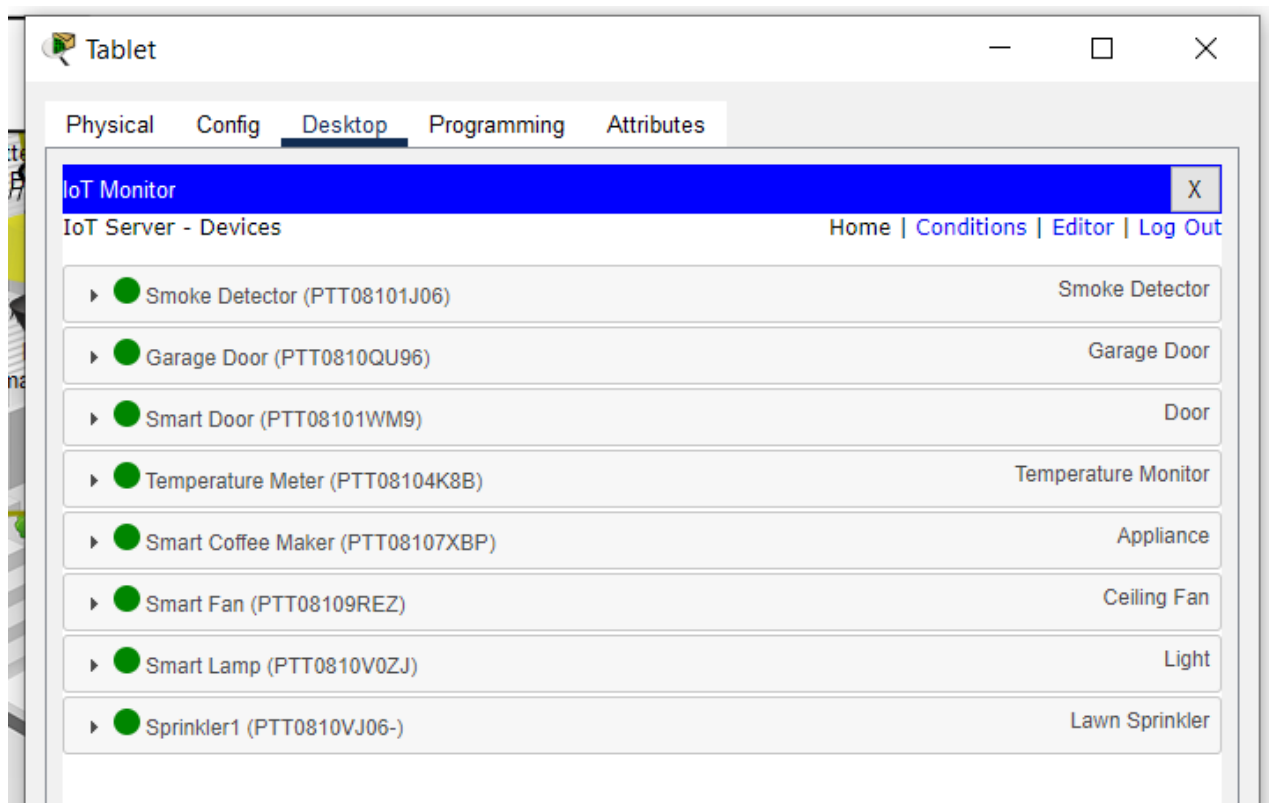 Tablet
Physical Config Desktop Programming Attributes
IoT Monitor X
IoT Server - Devices Home | Conditions | Editor | Log Out
Smoke Detector (PTT08101J06) Smoke Detector
Garage Door (PTT0810QU96) Garage Door
Smart Door (PTT08101WM9) Door
Temperature Meter (PTT08104K8B) Temperature Monitor
Smart Coffee Maker (PTT08107XBP) Appliance
Smart Fan (PTT08109REZ) Ceiling Fan
Smart Lamp (PTT0810V0ZJ) Light
Sprinkler1 (PTT0810VJ06-) Lawn Sprinkler